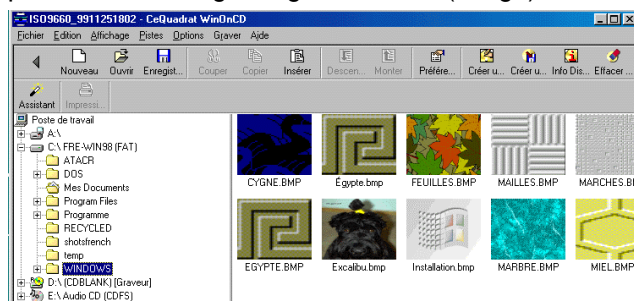 ISO9660_9911251802 - CeQuadrat WinOnCD
Fichier Edition Affichage Pistes Options Graver Aide
Nouveau Ouvrir Enregist... Couper Copier Insérer Descen... Monter Préfére... Créer u... Créer u... Info Dis... Effacer ...
Assistant Impressi...
Poste de travail
A:\
C:\ FRE-WIN98 (FAT)
ATACR
DOS
Mes Documents
Program Files
Programme
RECYCLED
shotsfrench
temp
WINDOWS
D:\ (CDBLANK) [Graveur]
E:\ Audio CD (CDFS)
CYGNE.BMP Égypte.bmp FEUILLES.BMP MAILLES.BMP MARCHES.B
EGYPTE.BMP Excalibu.bmp Installation.bmp MARBRE.BMP MIEL.BMP